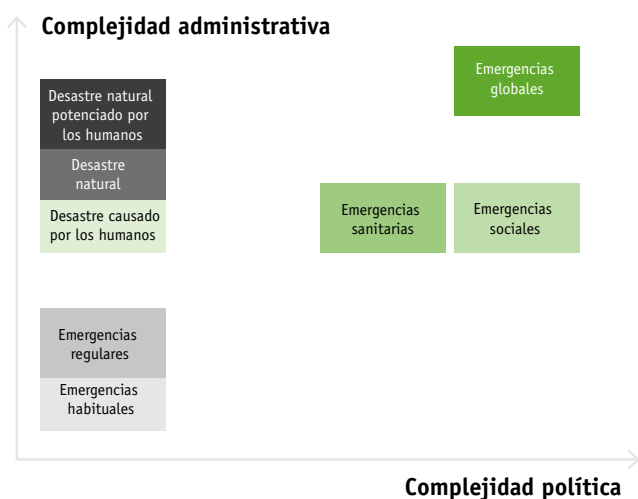 Complejidad administrativa
Emergencias
globales
Desastre natural
potenciado por
los humanos
Desastre
natural
Desastre causado
por los humanos
Emergencias
sanitarias
Emergencias
sociales
Emergencias
regulares
Emergencias
habituales
Complejidad política